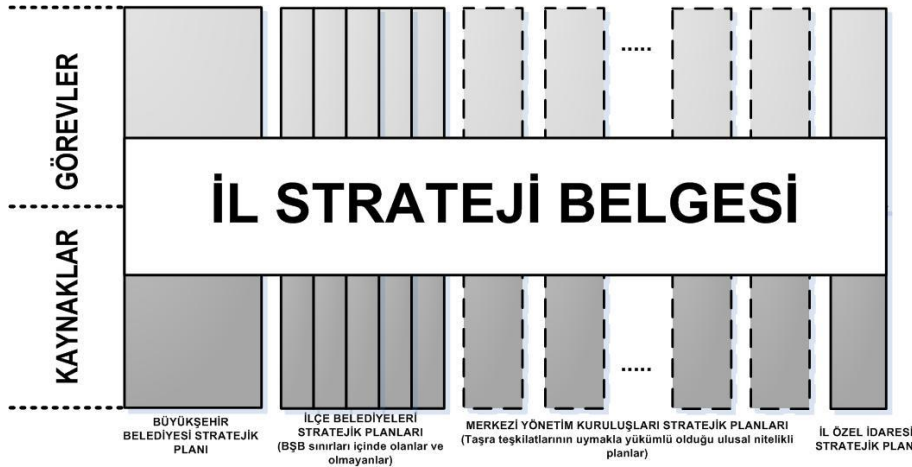 GÖREVLER
KAYNAKLAR
.....
İL STRATEJİ BELGESİ
.....
BÜYÜKŞEHİR
BELEDİYESİ STRATEJİK
PLANI
İLÇE BELEDİYELERİ
STRATEJİK PLANLARI
(BŞB sınırları içinde olanlar ve
olmayanlar)
MERKEZİ YÖNETİM KURULUŞLARI STRATEJİK PLANLARI
(Taşra teşkilatlarının uymakla yükümlü olduğu ulusal nitelikli
planlar)
İL ÖZEL İDARESİ
STRATEJİK PLAN